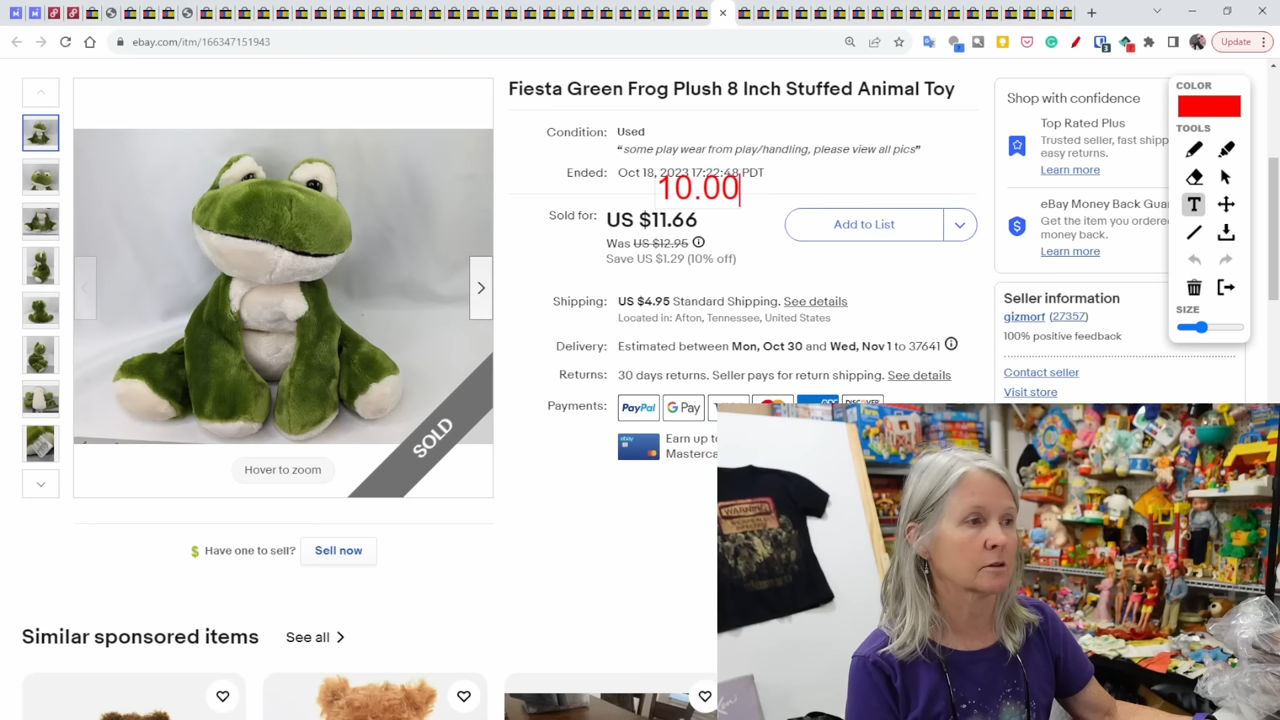 ebay.com/itm/166347151943
Update
Fiesta Green Frog Plush 8 Inch Stuffed Animal Toy
Condition: Used
“some play wear from play/handling, please view all pics”
Ended: Oct 18, 2023 17:22:48 PDT
10.00
Sold for: US $11.66
Was US $12.95
Save US $1.29 (10% off)
Add to List
Shipping: US $4.95 Standard Shipping. See details
Located in: Afton, Tennessee, United States
Delivery: Estimated between Mon, Oct 30 and Wed, Nov 1 to 37641
Returns: 30 days returns. Seller pays for return shipping. See details
Payments: PayPal G Pay
DISCOVER
ebay
Earn up to
Masterca
SOLD
Hover to zoom
Have one to sell? Sell now
Similar sponsored items See all
Shop with confidence
Top Rated Plus
Trusted seller, fast shipp
easy returns.
Learn more
eBay Money Back Gua
Get the item you ordere
money back.
Learn more
Seller information
gizmorf (27357)
100% positive feedback
Contact seller
Visit store
COLOR
TOOLS
T
SIZE
WARNING